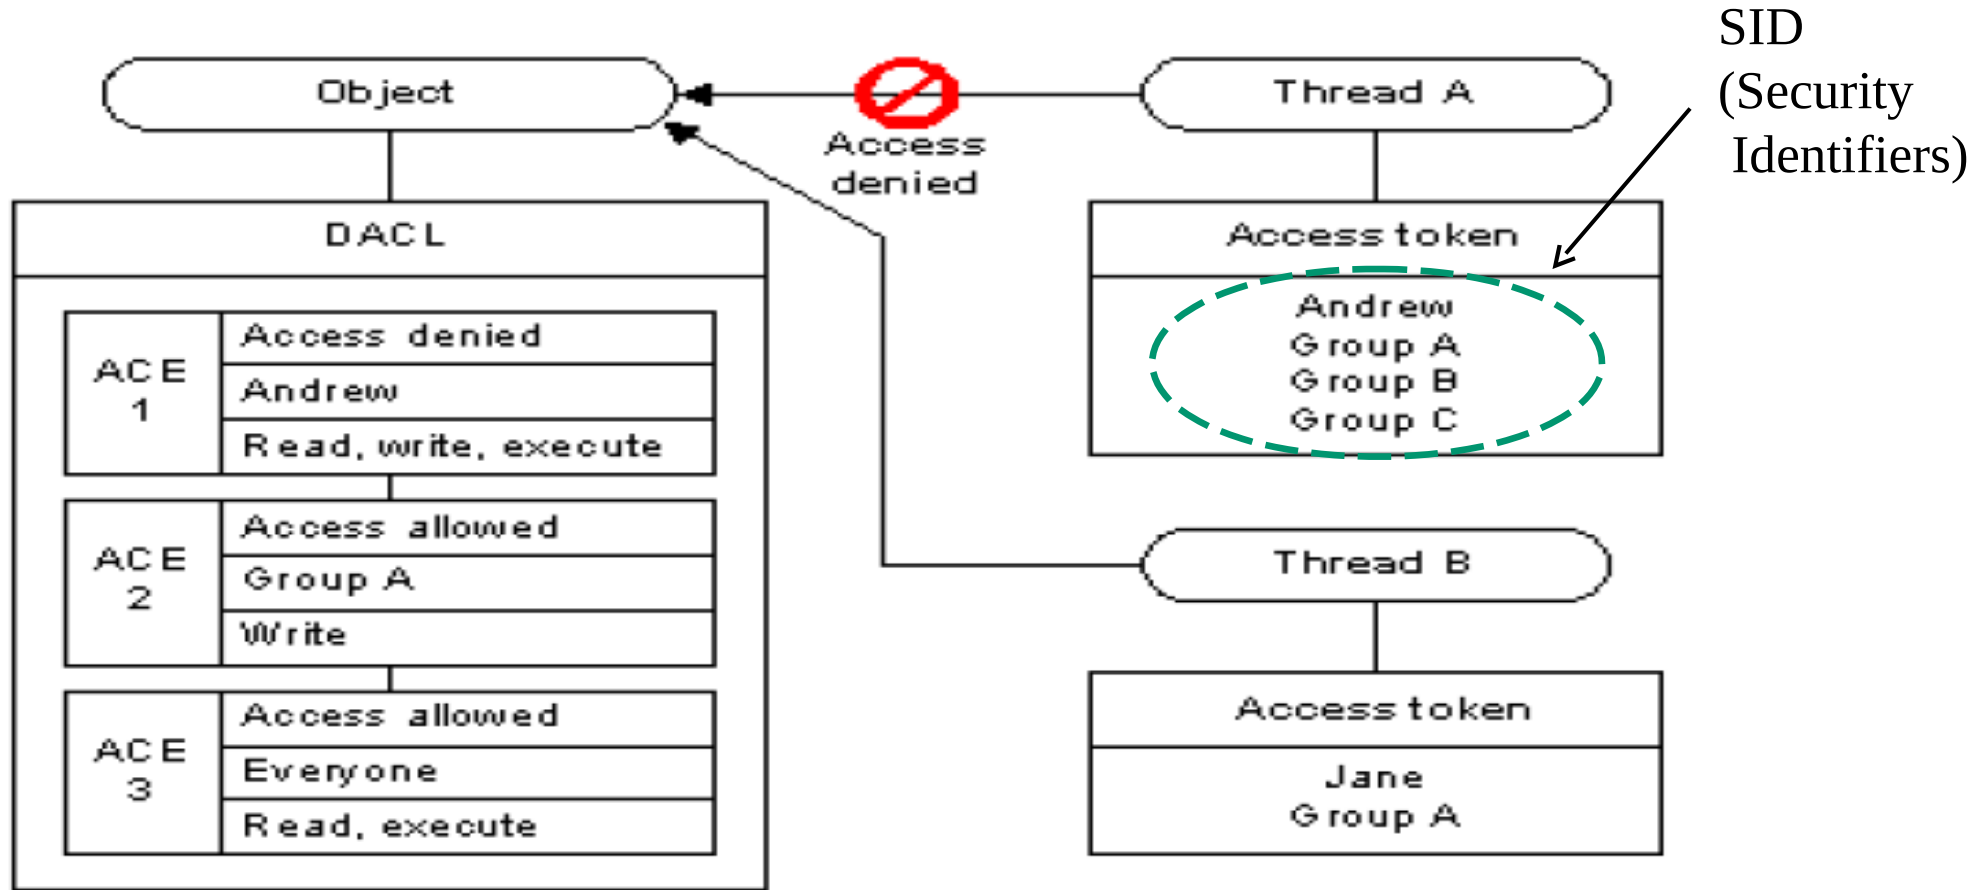 SID
(Security
Identifiers)
Object
Thread A
Access
denied
DACL
Access token
Andrew
Group A
Group B
Group C
ACE
1
Access denied
Andrew
Read, write, execute
ACE
2
Access allowed
Group A
Write
ACE
3
Access allowed
Everyone
Read, execute
Thread B
Access token
Jane
Group A